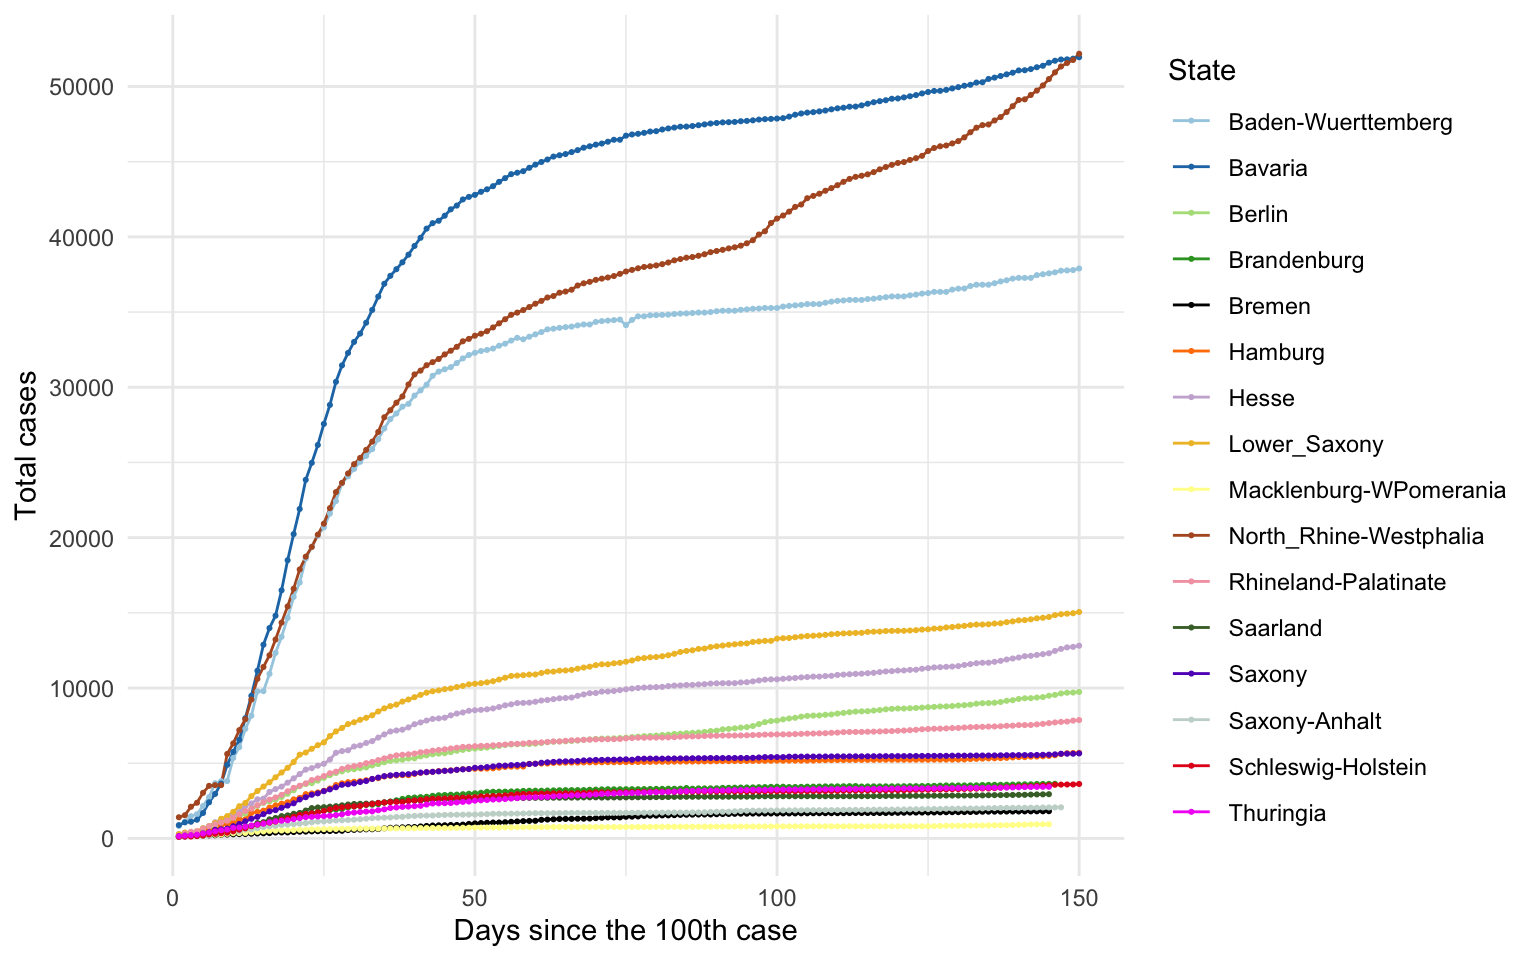 50000
40000
30000
20000
10000
0
Total cases
0 50 100 150
Days since the 100th case
State
Baden-Wuerttemberg
Bavaria
Berlin
Brandenburg
Bremen
Hamburg
Hesse
Lower_Saxony
Macklenburg-WPomerania
North_Rhine-Westphalia
Rhineland-Palatinate
Saarland
Saxony
Saxony-Anhalt
Schleswig-Holstein
Thuringia